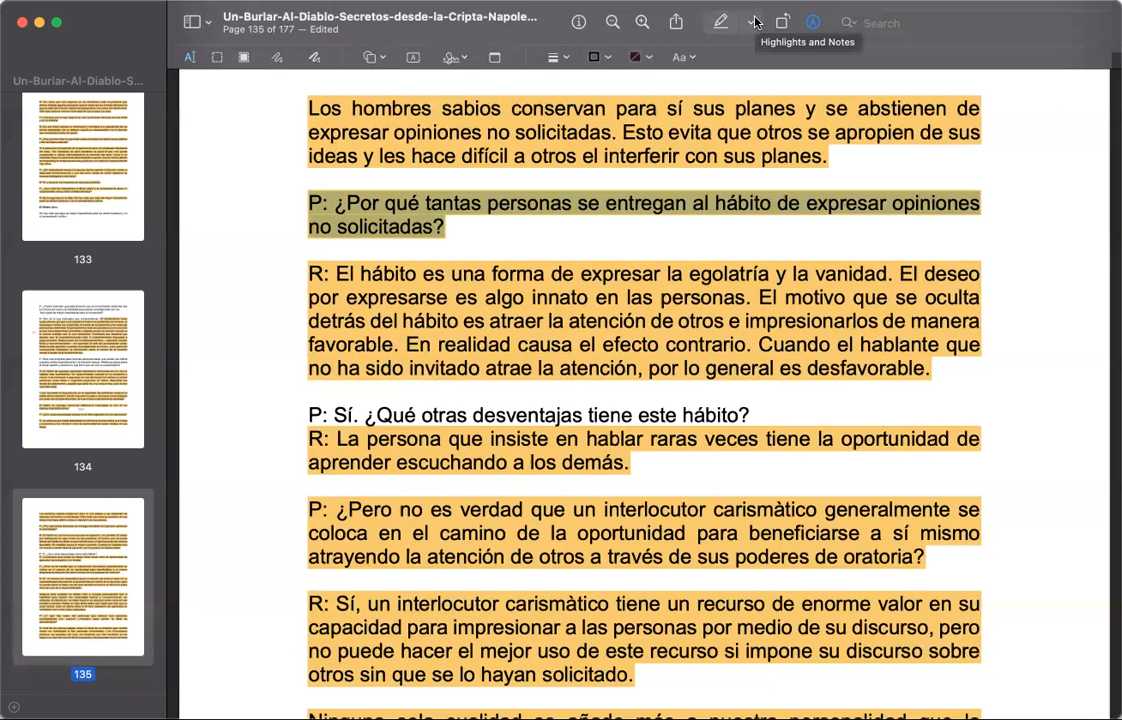 Un-Burlar-Al-Diablo-Secretos-desde-la-Cripta-Napole...
Page 135 of 177 — Edited
Search
Highlights and Notes
Aa
Un-Burlar-Al-Diablo-S...
133
134
135
Los hombres sabios conservan para sí sus planes y se abstienen de
expresar opiniones no solicitadas. Esto evita que otros se apropien de sus
ideas y les hace difícil a otros el interferir con sus planes.
P: ¿Por qué tantas personas se entregan al hábito de expresar opiniones
no solicitadas?
R: El hábito es una forma de expresar la egolatría y la vanidad. El deseo
por expresarse es algo innato en las personas. El motivo que se oculta
detrás del hábito es atraer la atención de otros e impresionarlos de manera
favorable. En realidad causa el efecto contrario. Cuando el hablante que
no ha sido invitado atrae la atención, por lo general es desfavorable.
P: Sí. ¿Qué otras desventajas tiene este hábito?
R: La persona que insiste en hablar raras veces tiene la oportunidad de
aprender escuchando a los demás.
P: ¿Pero no es verdad que un interlocutor carismàtico generalmente se
coloca en el camino de la oportunidad para beneficiarse a sí mismo
atrayendo la atención de otros a través de sus poderes de oratoria?
R: Sí, un interlocutor carismàtico tiene un recurso de enorme valor en su
capacidad para impresionar a las personas por medio de su discurso, pero
no puede hacer el mejor uso de este recurso si impone su discurso sobre
otros sin que se lo hayan solicitado.
Ninguna sola cualidad se añade más a nuestra personalidad que la